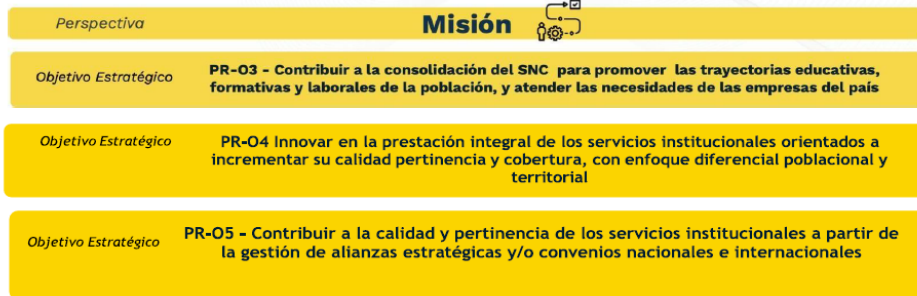 Perspectiva
Misión
Objetivo Estratégico
PR-O3 - Contribuir a la consolidación del SNC para promover las trayectorias educativas,
formativas y laborales de la población, y atender las necesidades de las empresas del país
Objetivo Estratégico
PR-O4 Innovar en la prestación integral de los servicios institucionales orientados a
incrementar su calidad pertinencia y cobertura, con enfoque diferencial poblacional y
territorial
Objetivo Estratégico
PR-O5 - Contribuir a la calidad y pertinencia de los servicios institucionales a partir de
la gestión de alianzas estratégicas y/o convenios nacionales e internacionales